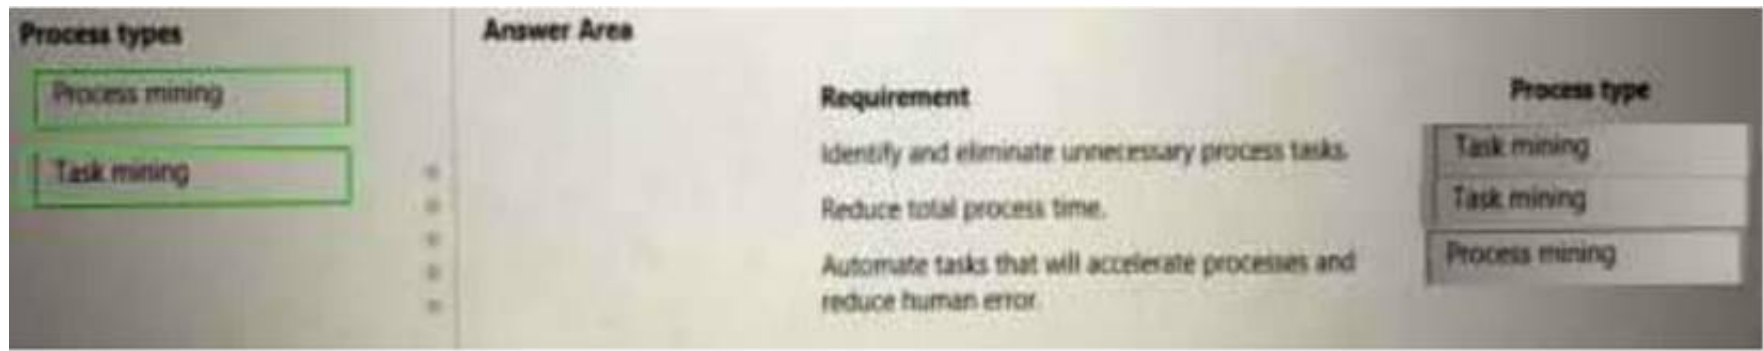 Process types
Process mining
Task mining
Answer Area
Requirement
Process type
Identify and eliminate unnecessary process tasks.
Task mining
Reduce total process time.
Task mining
Automate tasks that will accelerate processes and
reduce human error.
Process mining